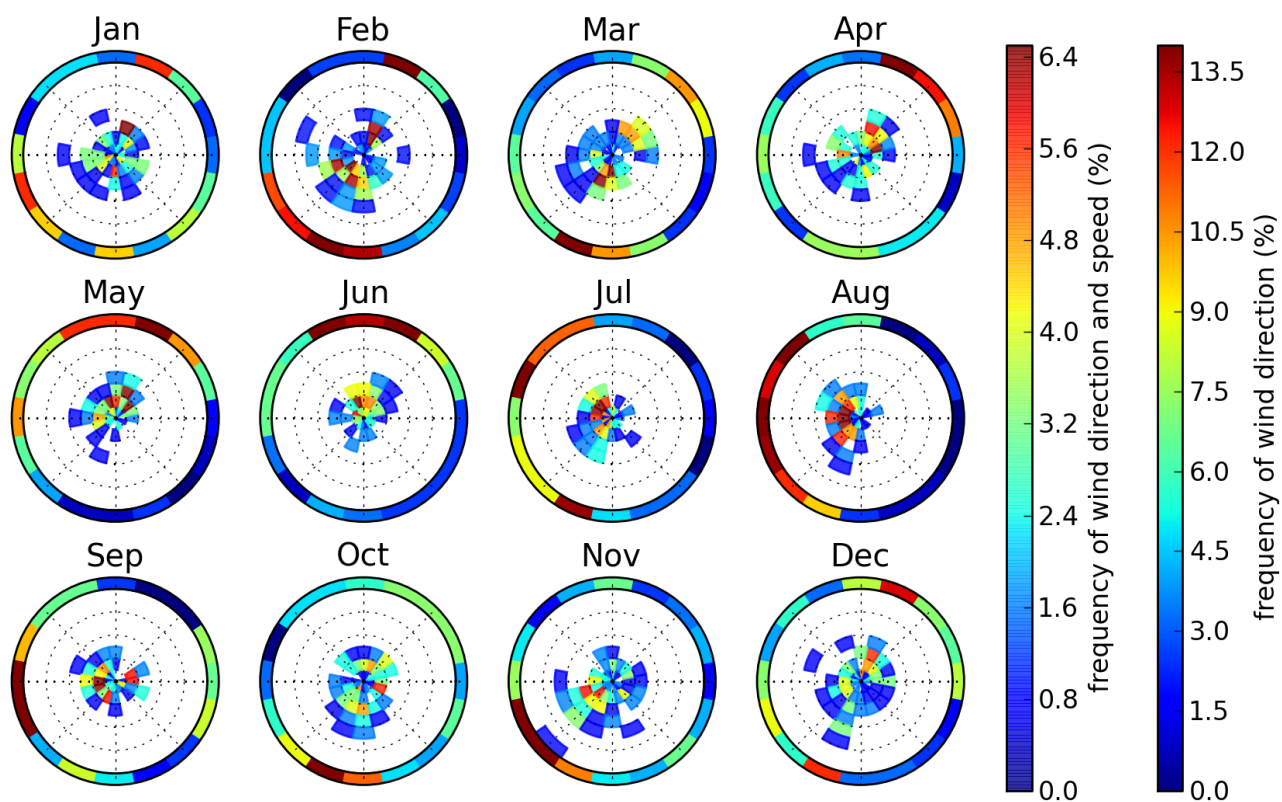 Jan
Feb
Mar
Apr
May
Jun
Jul
Aug
Sep
Oct
Nov
Dec
6.4
5.6
4.8
4.0
3.2
2.4
1.6
0.8
0.0
frequency of wind direction and speed (%)
13.5
12.0
10.5
9.0
7.5
6.0
4.5
3.0
1.5
0.0
frequency of wind direction (%)